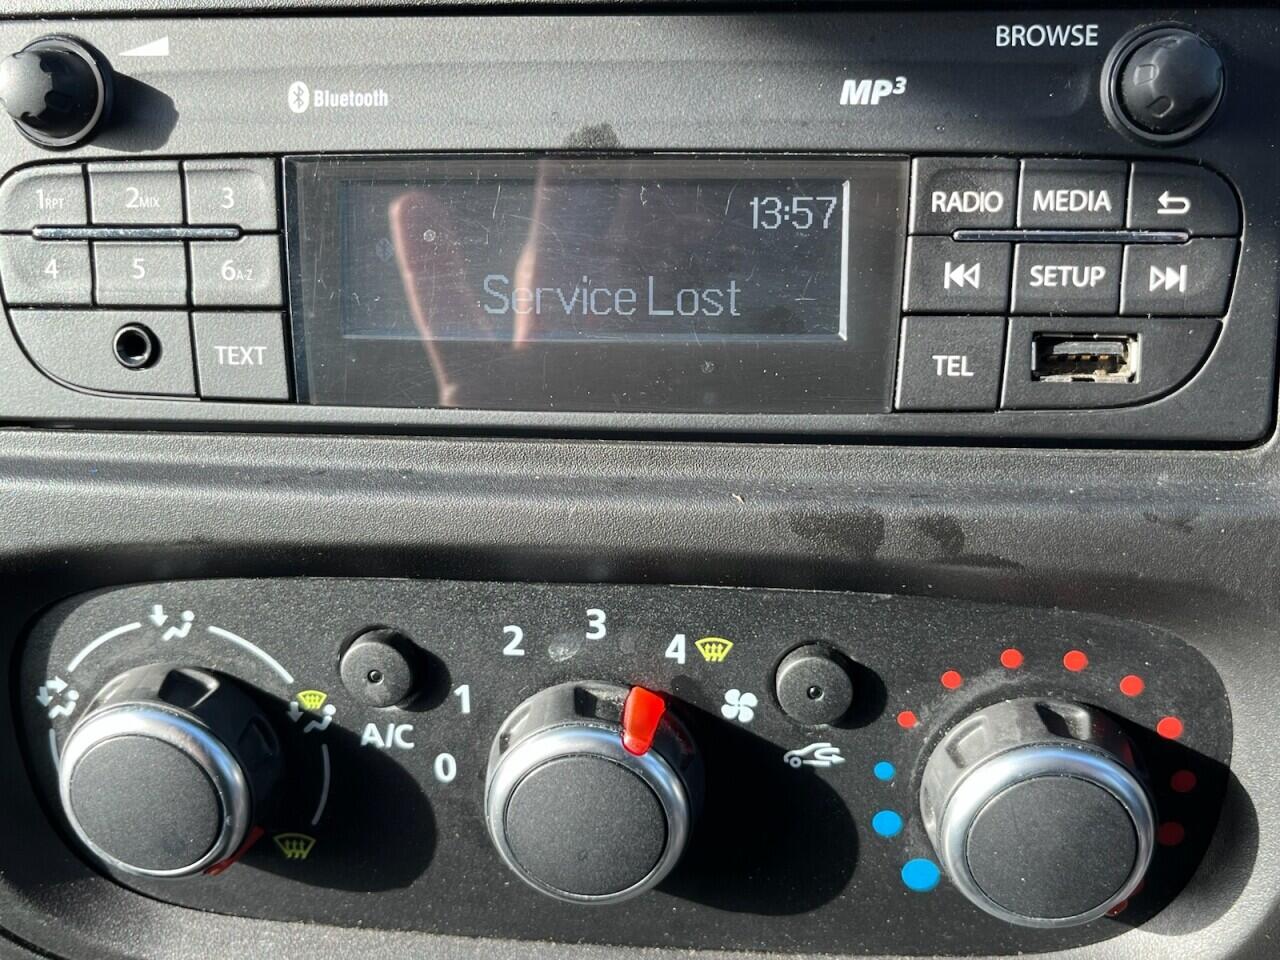 BROWSE
Bluetooth
MP3
1RPT
2MIX
3
13:57
RADIO
MEDIA
4
5
6A-Z
Service Lost
SETUP
TEXT
TEL
2
3
4
1
A/C
0